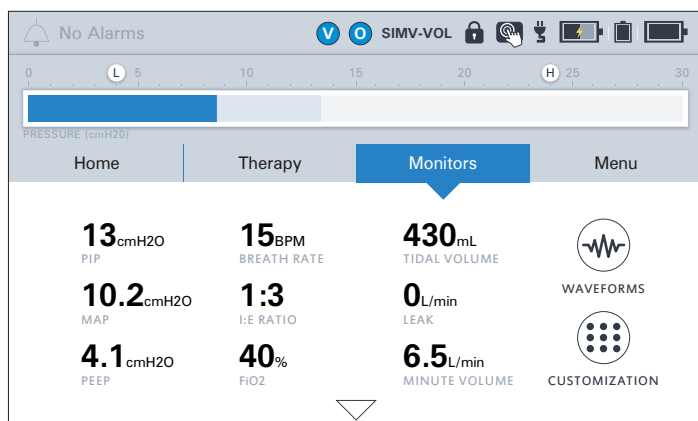 No Alarms V O SIMV-VOL
0 L 5 10 15 20 H 25 30
PRESSURE (cmH20)
Home Therapy Monitors Menu
13cmH2O 15BPM 430mL
PIP BREATH RATE TIDAL VOLUME
WAVEFORMS
10.2cmH2O 1:3 0L/min
MAP I:E RATIO LEAK
4.1cmH2O 40% 6.5L/min
PEEP FiO2 MINUTE VOLUME CUSTOMIZATION